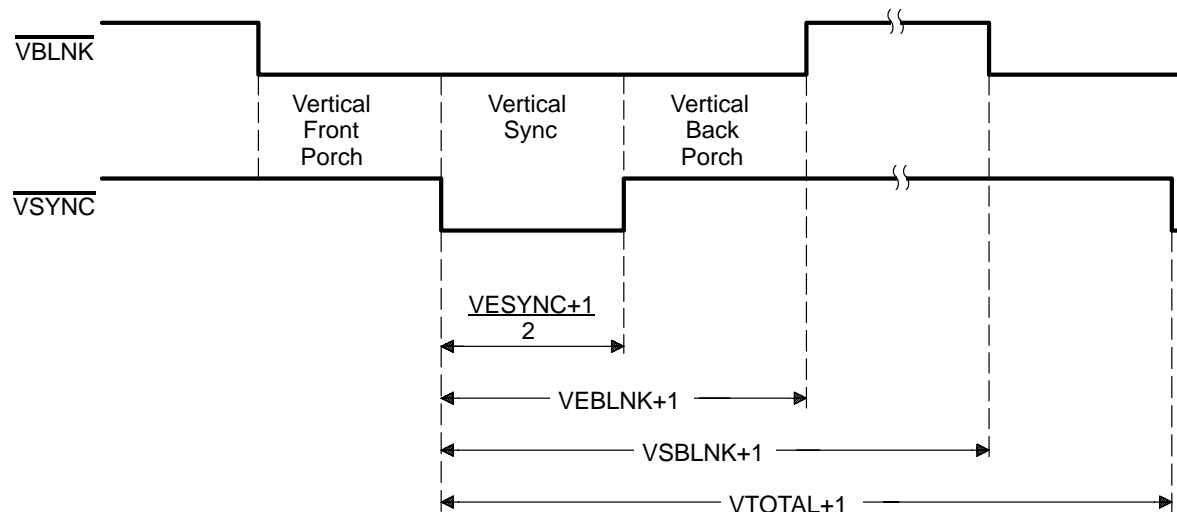 VBLNK
Vertical
Front
Porch
Vertical
Sync
Vertical
Back
Porch
VSYNC
VESYNC+1
2
VEBLNK+1
VSBLNK+1
VTOTAL+1